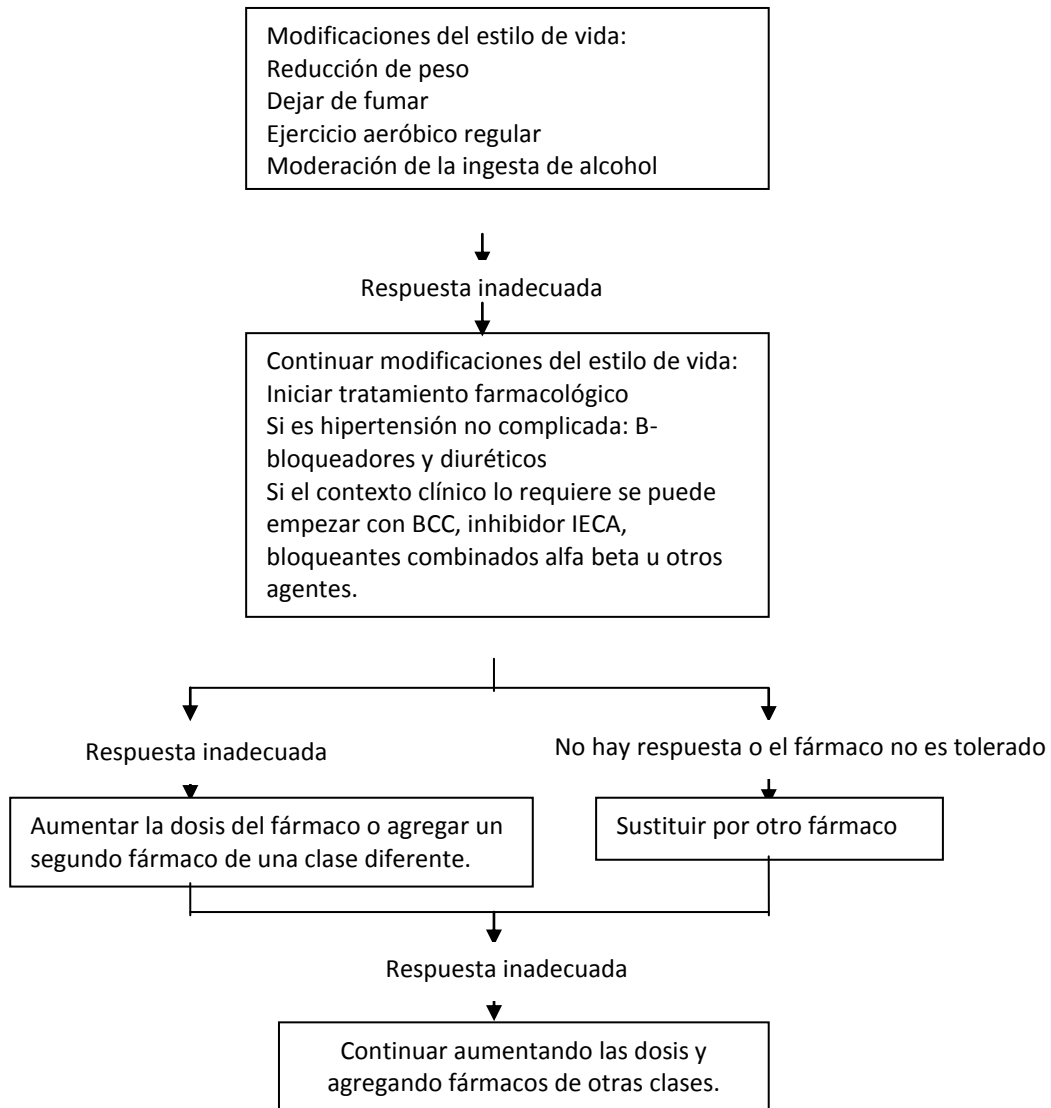 Modificaciones del estilo de vida:
Reducción de peso
Dejar de fumar
Ejercicio aeróbico regular
Moderación de la ingesta de alcohol
Respuesta inadecuada
Continuar modificaciones del estilo de vida:
Iniciar tratamiento farmacológico
Si es hipertensión no complicada: B-
bloqueadores y diuréticos
Si el contexto clínico lo requiere se puede
empezar con BCC, inhibidor IECA,
bloqueantes combinados alfa beta u otros
agentes.
Respuesta inadecuada
No hay respuesta o el fármaco no es tolerado
Aumentar la dosis del fármaco o agregar un
segundo fármaco de una clase diferente.
Sustituir por otro fármaco
Respuesta inadecuada
Continuar aumentando las dosis y
agregando fármacos de otras clases.